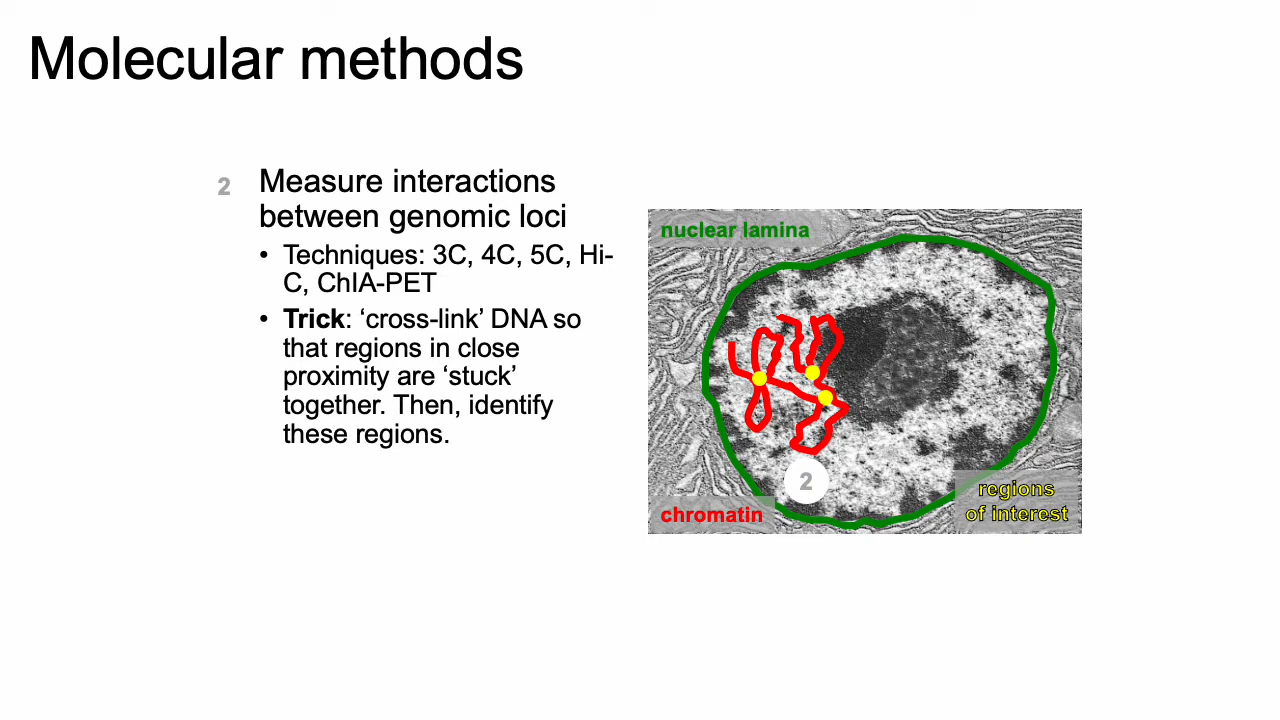 Molecular methods
2 Measure interactions
between genomic loci
• Techniques: 3C, 4C, 5C, Hi-
C, ChIA-PET
• Trick: ‘cross-link’ DNA so
that regions in close
proximity are ‘stuck’
together. Then, identify
these regions.
nuclear lamina
2
chromatin
regions
of interest